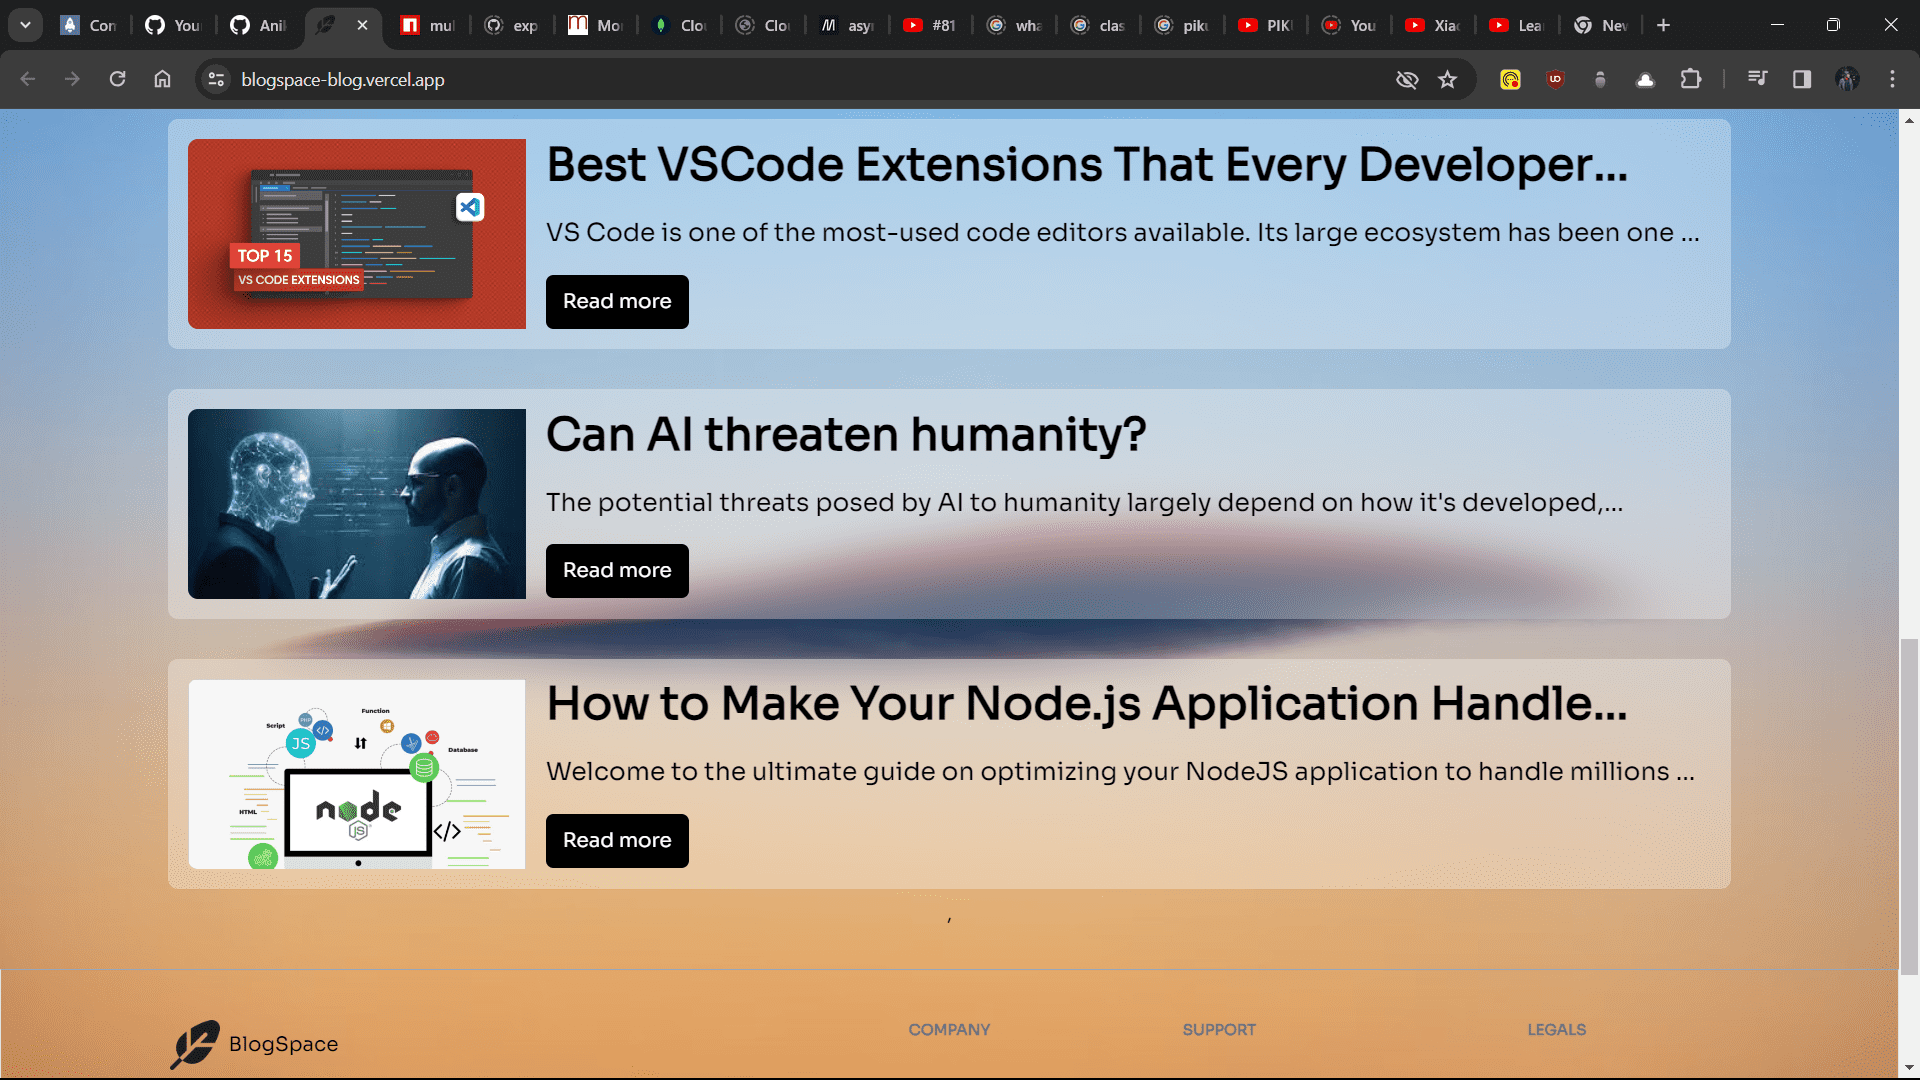 Con
You
Ani
mul
exp
Mo
Clo
Clo
asy
#81
wha
clas
piku
PIK
You
Xia
Lea
Nev
blogspace-blog.vercel.app
Best VSCode Extensions That Every Developer...
VS Code is one of the most-used code editors available. Its large ecosystem has been one ...
TOP 15
VS CODE EXTENSIONS
Read more
Can AI threaten humanity?
The potential threats posed by AI to humanity largely depend on how it's developed,...
Read more
How to Make Your Node.js Application Handle...
Welcome to the ultimate guide on optimizing your NodeJS application to handle millions ...
Function
Script
PHP
</>
JS
Database
HTML
node
JS
</>
Read more
,
BlogSpace
COMPANY
SUPPORT
LEGALS